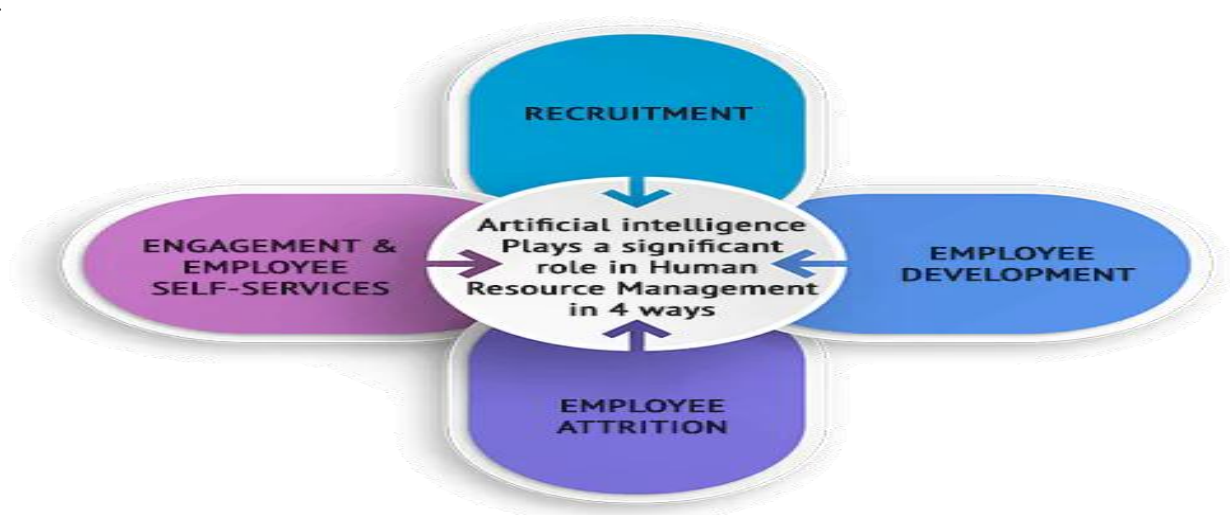 RECRUITMENT
ENGAGEMENT &
EMPLOYEE
SELF-SERVICES
Artificial intelligence
Plays a significant
role in Human
Resource Management
in 4 ways
EMPLOYEE
DEVELOPMENT
EMPLOYEE
ATTRITION